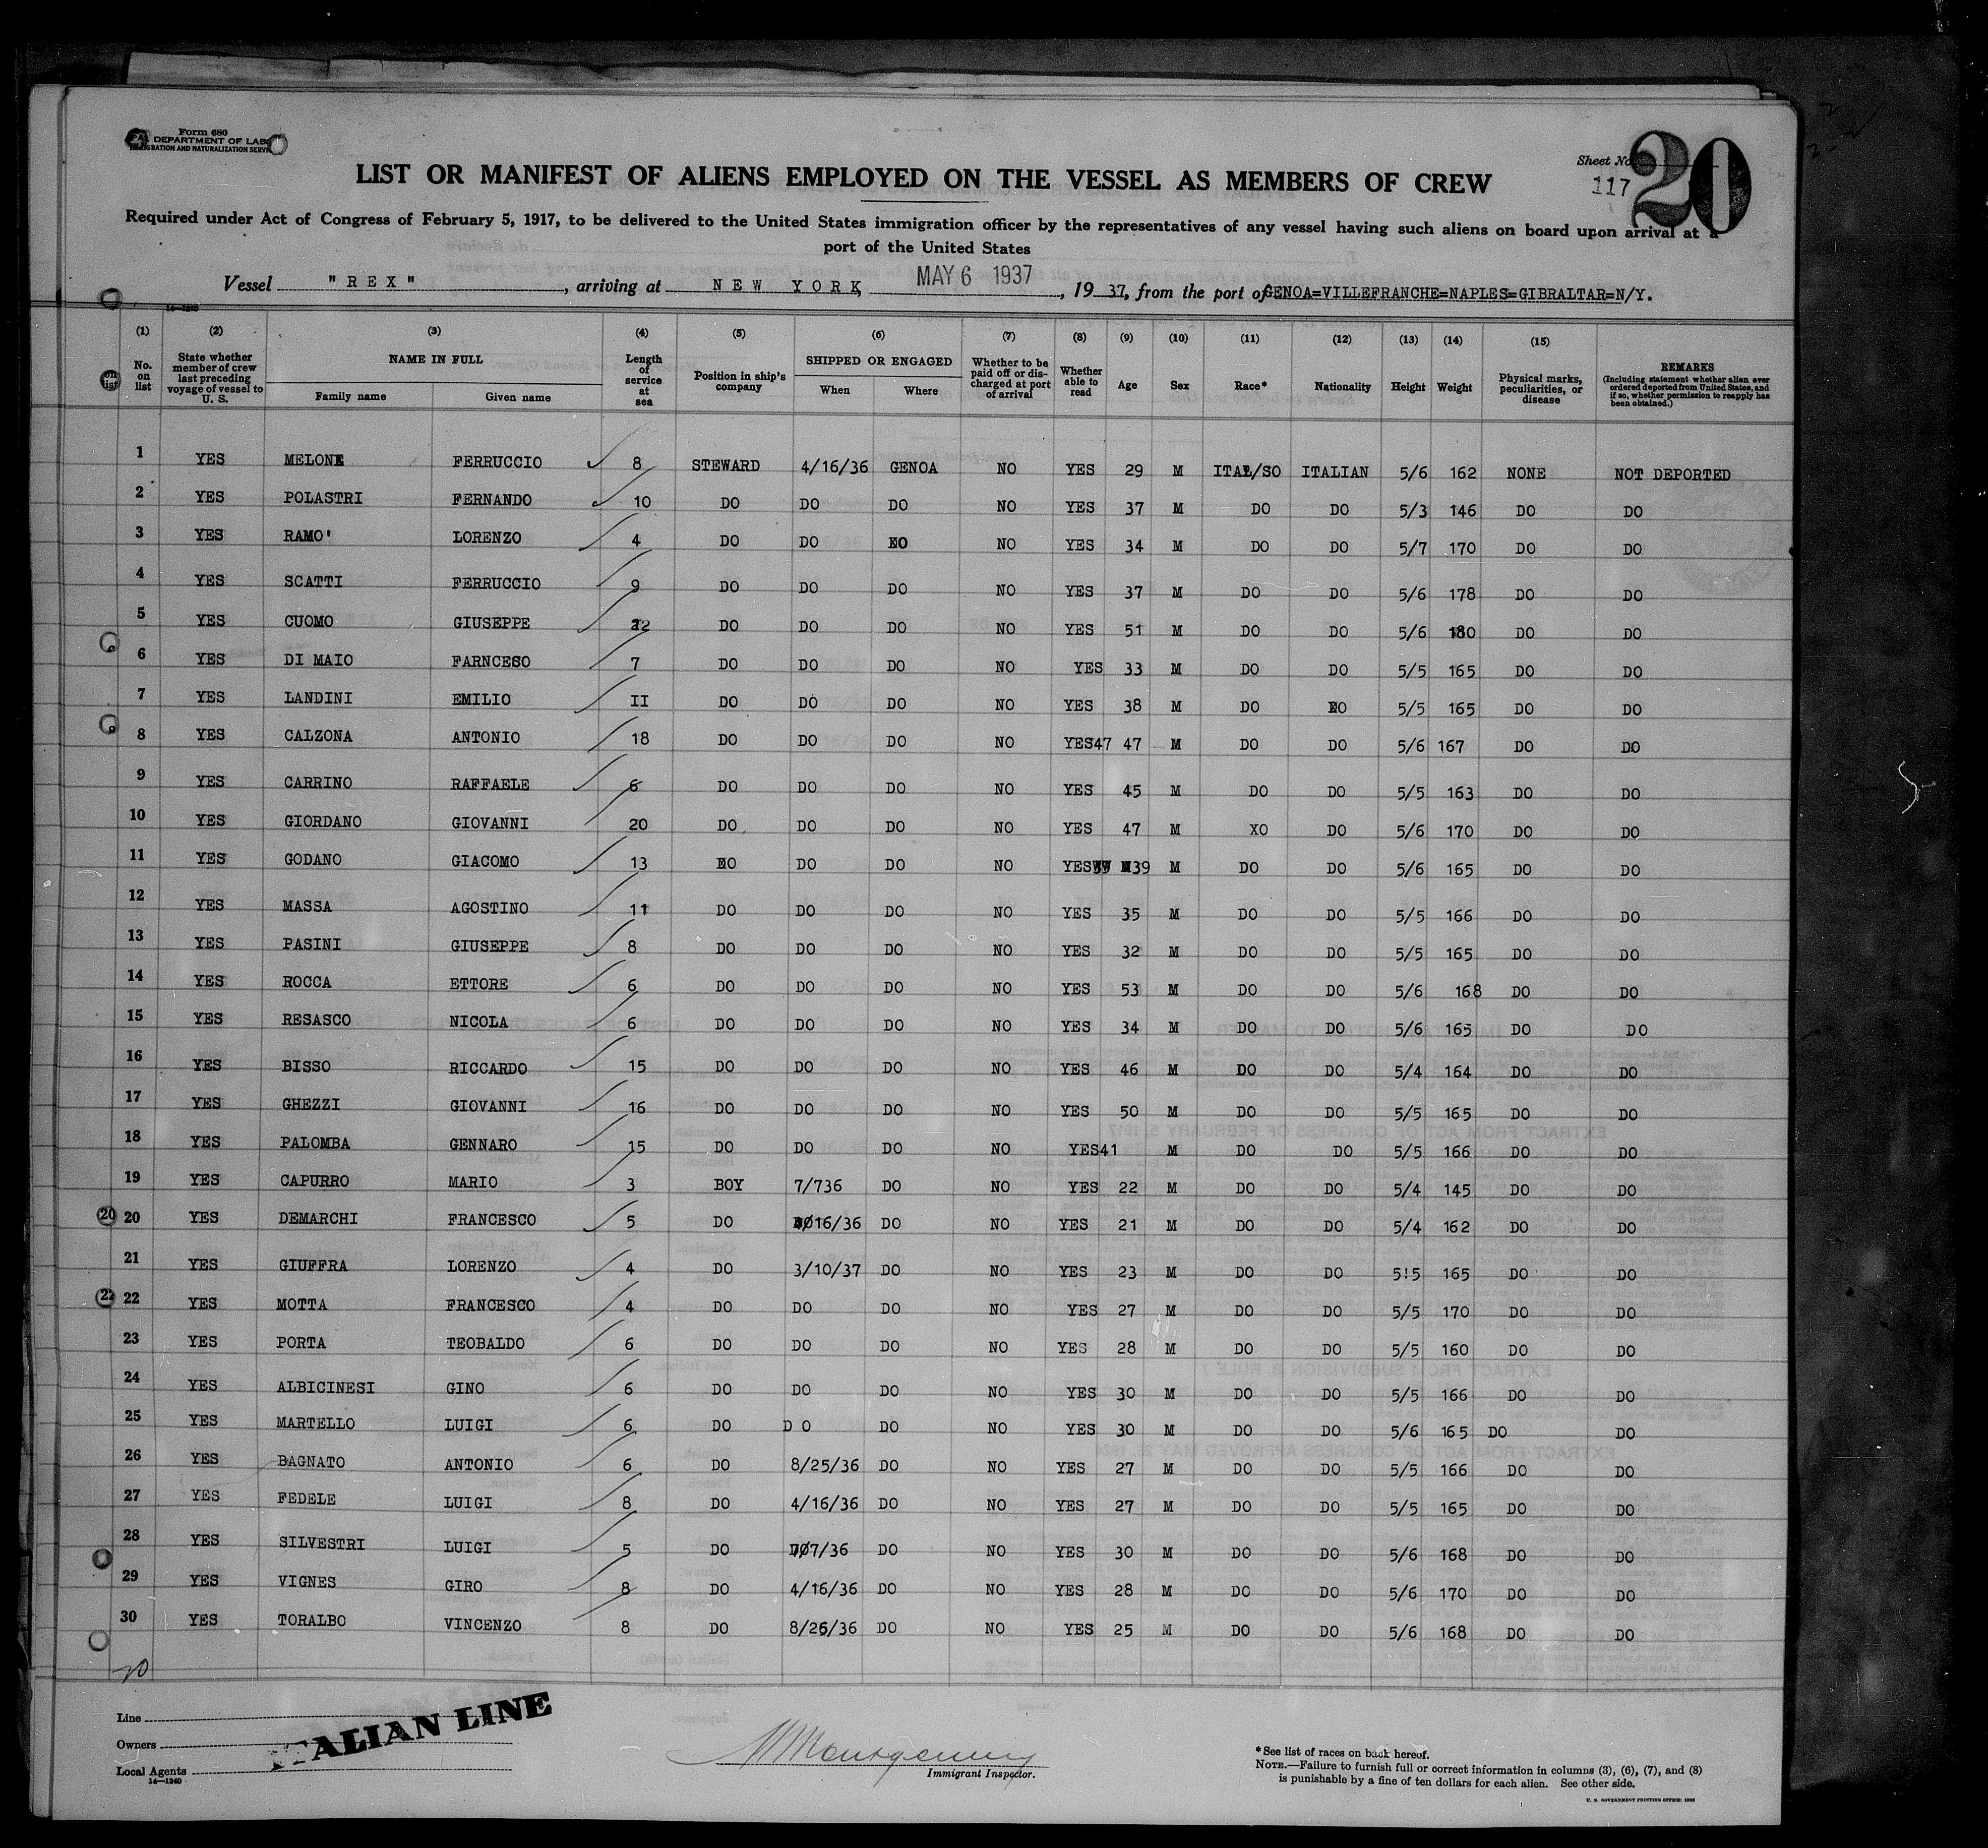 Form 680
DEPARTMENT OF LABOR
IMMIGRATION AND NATURALIZATION SERVICE
Sheet No.
117
20
LIST OR MANIFEST OF ALIENS EMPLOYED ON THE VESSEL AS MEMBERS OF CREW
Required under Act of Congress of February 5, 1917, to be delivered to the United States immigration officer by the representatives of any vessel having such aliens on board upon arrival at a
port of the United States
Vessel "REX", arriving at NEW YORK, MAY 6 1937, 1937, from the port of GENOA=VILLEFRANCHE=NAPLES=GIBRALTAR=N/Y.
14-1240
(1) (2) (3) (4) (5) (6) (7) (8) (9) (10) (11) (12) (13) (14) (15)
No. on list State whether member of crew last preceding voyage of vessel to U. S. NAME IN FULL Family name Given name Length of service at sea Position in ship's company SHIPPED OR ENGAGED When Where Whether to be paid off or discharged at port of arrival Whether able to read Age Sex Race* Nationality Height Weight Physical marks, peculiarities, or disease REMARKS (Including statement whether alien ever ordered deported from United States, and if so, whether permission to reapply has been obtained.)
1 YES MELONE FERRUCCIO 8 STEWARD 4/16/36 GENOA NO YES 29 M ITAL/SO ITALIAN 5/6 162 NONE NOT DEPORTED
2 YES POLASTRI FERNANDO 10 DO DO DO NO YES 37 M DO DO 5/3 146 DO DO
3 YES RAMO' LORENZO 4 DO DO DO NO YES 34 M DO DO 5/7 170 DO DO
4 YES SCATTI FERRUCCIO 9 DO DO DO NO YES 37 M DO DO 5/6 178 DO DO
5 YES CUOMO GIUSEPPE 22 DO DO DO NO YES 51 M DO DO 5/6 180 DO DO
6 YES DI MAIO FARNCESO 7 DO DO DO NO YES 33 M DO DO 5/5 165 DO DO
7 YES LANDINI EMILIO II DO DO DO NO YES 38 M DO DO 5/5 165 DO DO
8 YES CALZONA ANTONIO 18 DO DO DO NO YES47 47 M DO DO 5/6 167 DO DO
9 YES CARRINO RAFFAELE 6 DO DO DO NO YES 45 M DO DO 5/5 163 DO DO
10 YES GIORDANO GIOVANNI 20 DO DO DO NO YES 47 M XO DO 5/6 170 DO DO
11 YES GODANO GIACOMO 13 DO DO DO NO YES 39 M DO DO 5/6 165 DO DO
12 YES MASSA AGOSTINO 11 DO DO DO NO YES 35 M DO DO 5/5 166 DO DO
13 YES PASINI GIUSEPPE 8 DO DO DO NO YES 32 M DO DO 5/5 165 DO DO
14 YES ROCCA ETTORE 6 DO DO DO NO YES 53 M DO DO 5/6 168 DO DO
15 YES RESASCO NICOLA 6 DO DO DO NO YES 34 M DO DO 5/6 165 DO DO
16 YES BISSO RICCARDO 15 DO DO DO NO YES 46 M DO DO 5/4 164 DO DO
17 YES GHEZZI GIOVANNI 16 DO DO DO NO YES 50 M DO DO 5/5 165 DO DO
18 YES PALOMBA GENNARO 15 DO DO DO NO YES41 M DO DO 5/5 166 DO DO
19 YES CAPURRO MARIO 3 BOY 7/736 DO NO YES 22 M DO DO 5/4 145 DO DO
20 20 YES DEMARCHI FRANCESCO 5 DO 16/36 DO NO YES 21 M DO DO 5/4 162 DO DO
21 YES GIUFFRA LORENZO 4 DO 3/10/37 DO NO YES 23 M DO DO 5!5 165 DO DO
22 22 YES MOTTA FRANCESCO 4 DO DO DO NO YES 27 M DO DO 5/5 170 DO DO
23 YES PORTA TEOBALDO 6 DO DO DO NO YES 28 M DO DO 5/5 160 DO DO
24 YES ALBICINESI GINO 6 DO DO DO NO YES 30 M DO DO 5/5 166 DO DO
25 YES MARTELLO LUIGI 6 DO D O DO NO YES 30 M DO DO 5/6 165 DO DO
26 YES BAGNATO ANTONIO 6 DO 8/25/36 DO NO YES 27 M DO DO 5/5 166 DO DO
27 YES FEDELE LUIGI 8 DO 4/16/36 DO NO YES 27 M DO DO 5/5 165 DO DO
28 YES SILVESTRI LUIGI 5 DO 7/36 DO NO YES 30 M DO DO 5/6 168 DO DO
29 YES VIGNES GIRO 8 DO 4/16/36 DO NO YES 28 M DO DO 5/6 170 DO DO
30 YES TORALBO VINCENZO 8 DO 8/26/36 DO NO YES 25 M DO DO 5/6 168 DO DO
Line
Owners
Local Agents
14-1240
ITALIAN LINE
Montgomery
Immigrant Inspector.
*See list of races on back hereof.
NOTE.—Failure to furnish full or correct information in columns (3), (6), (7), and (8)
is punishable by a fine of ten dollars for each alien. See other side.
U. S. GOVERNMENT PRINTING OFFICE: